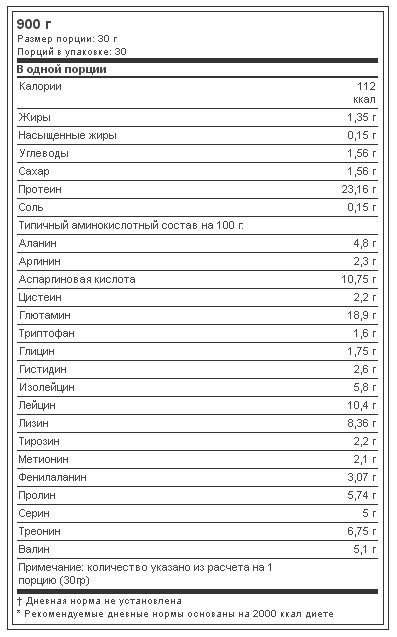 900 г
Размер порции: 30 г
Порций в упаковке: 30
В одной порции
Калории 112
ккал
Жиры 1,35 г
Насыщенные жиры 0,15 г
Углеводы 1,56 г
Сахар 1,56 г
Протеин 23,16 г
Соль 0,15 г
Типичный аминокислотный состав на 100 г.
Аланин 4,8 г
Аргинин 2,3 г
Аспаргиновая кислота 10,75 г
Цистеин 2,2 г
Глютамин 18,9 г
Триптофан 1,6 г
Глицин 1,75 г
Гистидин 2,6 г
Изолейцин 5,8 г
Лейцин 10,4 г
Лизин 8,36 г
Тирозин 2,2 г
Метионин 2,1 г
Фенилаланин 3,07 г
Пролин 5,74 г
Серин 5 г
Треонин 6,75 г
Валин 5,1 г
Примечание: количество указано из расчета на 1
порцию (30гр)
† Дневная норма не установлена
* Рекомендуемые дневные нормы основаны на 2000 ккал диете